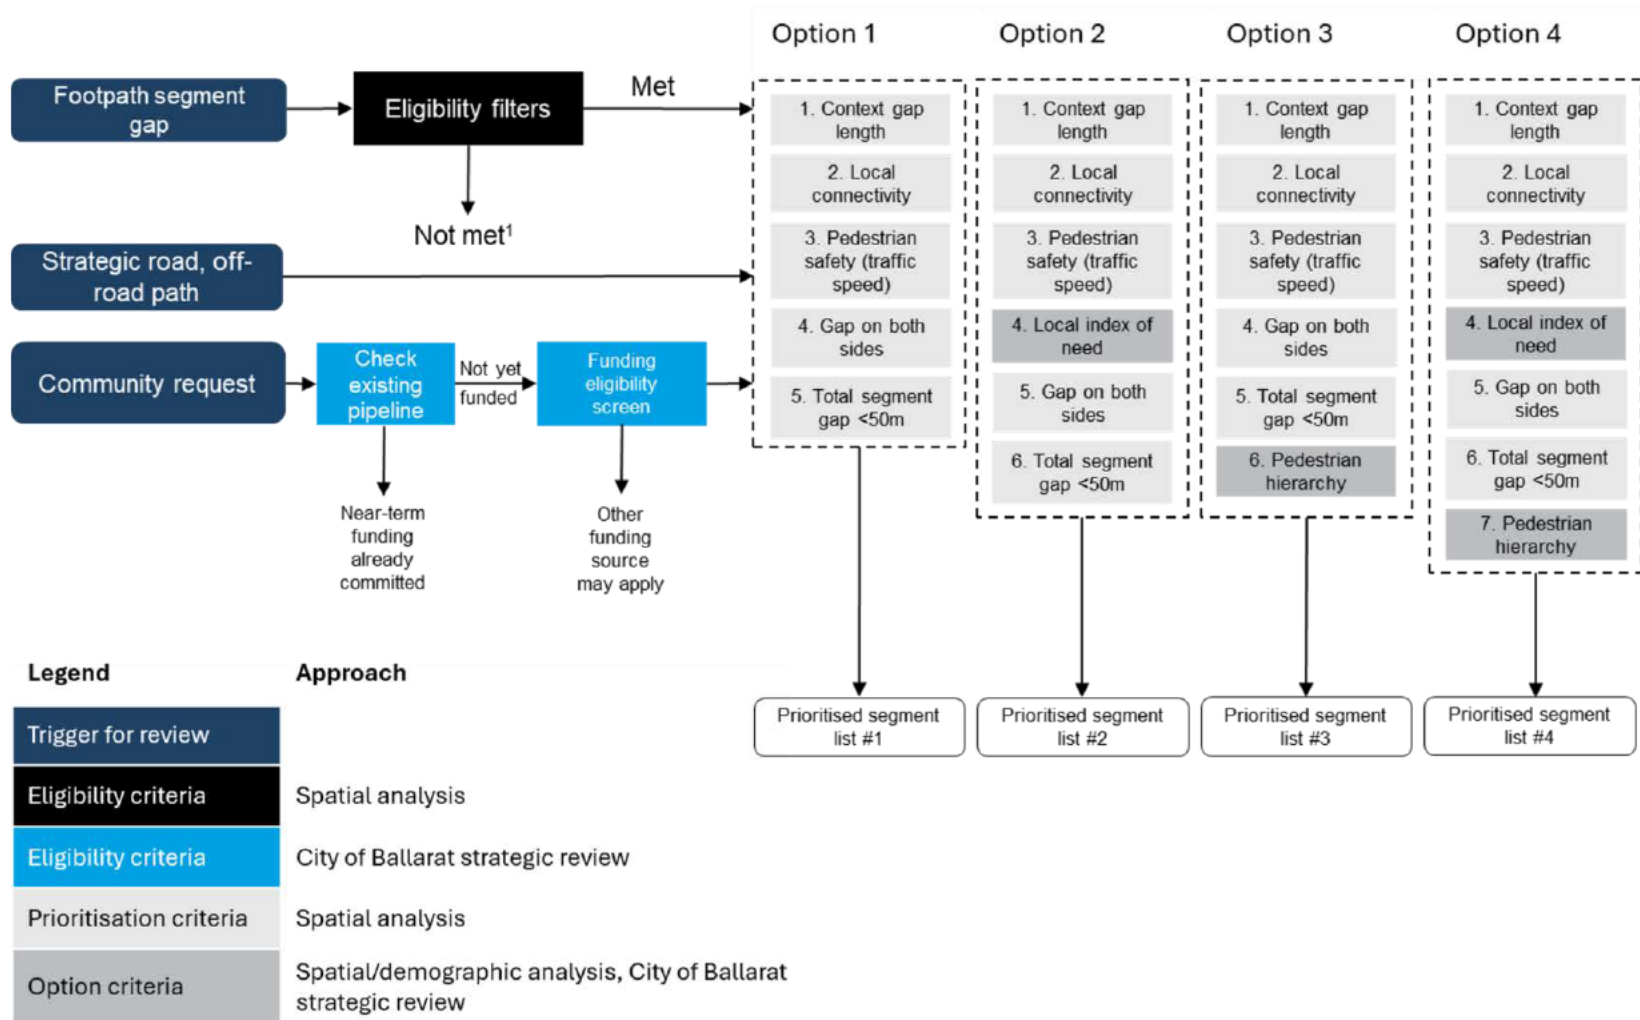 Option 1
Option 2
Option 3
Option 4
Footpath segment
gap
Eligibility filters
Met
Not met¹
Strategic road, off-
road path
Community request
Check
existing
pipeline
Not yet
funded
Funding
eligibility
screen
Near-term
funding
already
committed
Other
funding
source
may apply
1. Context gap
length
2. Local
connectivity
3. Pedestrian
safety (traffic
speed)
4. Gap on both
sides
5. Total segment
gap <50m
1. Context gap
length
2. Local
connectivity
3. Pedestrian
safety (traffic
speed)
4. Local index of
need
5. Gap on both
sides
6. Total segment
gap <50m
1. Context gap
length
2. Local
connectivity
3. Pedestrian
safety (traffic
speed)
4. Gap on both
sides
5. Total segment
gap <50m
6. Pedestrian
hierarchy
1. Context gap
length
2. Local
connectivity
3. Pedestrian
safety (traffic
speed)
4. Local index of
need
5. Gap on both
sides
6. Total segment
gap <50m
7. Pedestrian
hierarchy
Prioritised segment
list #1
Prioritised segment
list #2
Prioritised segment
list #3
Prioritised segment
list #4
Legend
Approach
Trigger for review
Eligibility criteria
Spatial analysis
Eligibility criteria
City of Ballarat strategic review
Prioritisation criteria
Spatial analysis
Option criteria
Spatial/demographic analysis, City of Ballarat
strategic review